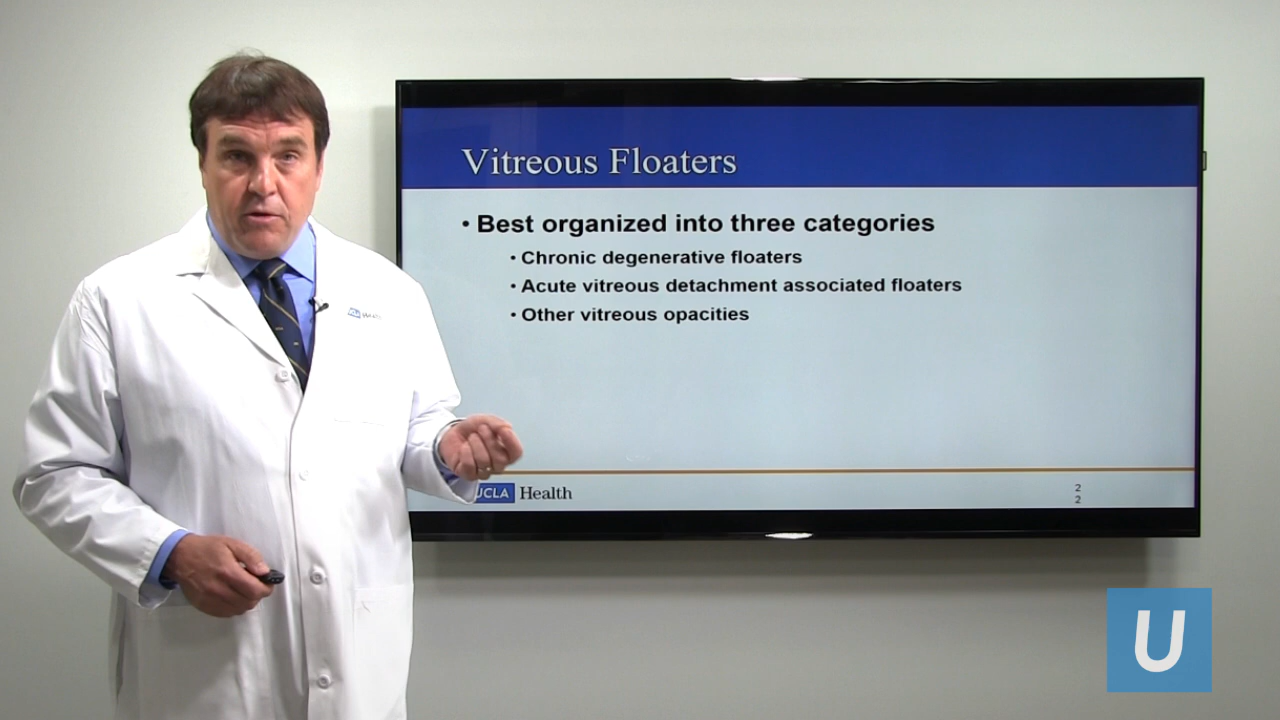 Vitreous Floaters
• Best organized into three categories
• Chronic degenerative floaters
• Acute vitreous detachment associated floaters
• Other vitreous opacities
UCLA Health
2
2
U